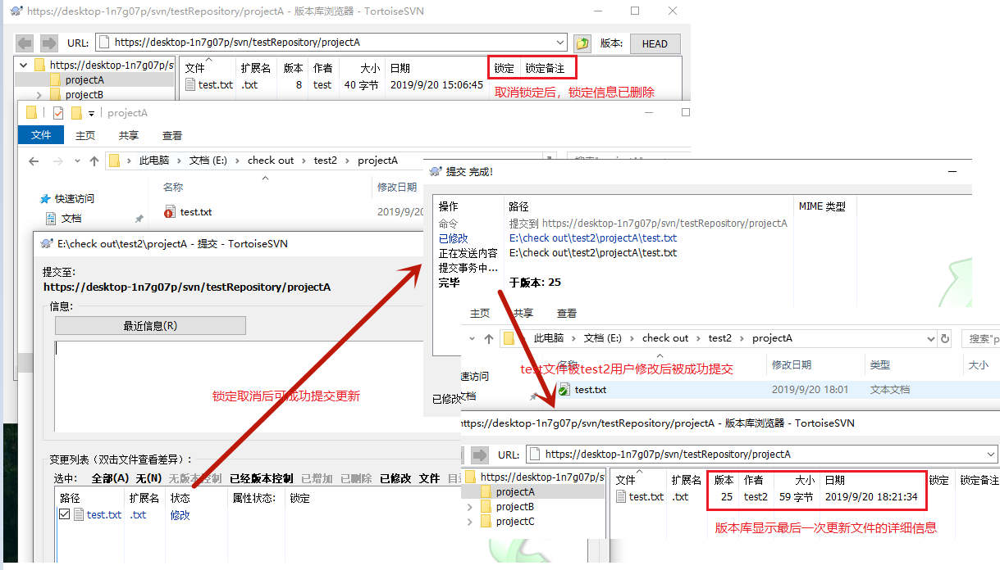 https://desktop-1n7g07p/svn/testRepository/projectA - 版本库浏览器 - TortoiseSVN
URL: https://desktop-1n7g07p/svn/testRepository/projectA 版本: HEAD
https://desktop-1n7g07p/s
projectA
projectB
文件 扩展名 版本 作者 大小 日期 锁定 锁定备注
test.txt .txt 8 test 40 字节 2019/9/20 15:06:45
取消锁定后，锁定信息已删除
projectA
文件 主页 共享 查看
此电脑 文档 (E:) check out test2 projectA
名称 修改日期
快速访问
文档
test.txt 2019/9/20
E:\check out\test2\projectA - 提交 - TortoiseSVN
提交至:
https://desktop-1n7g07p/svn/testRepository/projectA
信息:
最近信息(R)
锁定取消后可成功提交更新
变更列表（双击文件查看差异）:
选中: 全部(A) 无(N) 无版本控制 已经版本控制 已增加 已删除 已修改 文件
路径 扩展名 状态 属性状态: 锁定
test.txt .txt 修改
提交 完成!
操作 路径 MIME 类型
命令 提交到 https://desktop-1n7g07p/svn/testRepository/projectA
已修改 E:\check out\test2\projectA\test.txt
正在发送内容 E:\check out\test2\projectA\test.txt
提交事务中...
完毕 于版本: 25
已修改
主页 共享 查看
此电脑 文档 (E:) check out test2 projectA 搜索"p
名称 修改日期 类型 大小
test文件被test2用户修改后被成功提交
速访问
文档
test.txt 2019/9/20 18:01 文本文档
https://desktop-1n7g07p/svn/testRepository/projectA - 版本库浏览器 - TortoiseSVN
URL: https://desktop-1n7g07p/svn/testRepository/projectA
https://desktop-1n7g07p/s
projectA
projectB
projectC
文件 扩展名 版本 作者 大小 日期 锁定 锁定备注
test.txt .txt 25 test2 59 字节 2019/9/20 18:21:34
版本库显示最后一次更新文件的详细信息